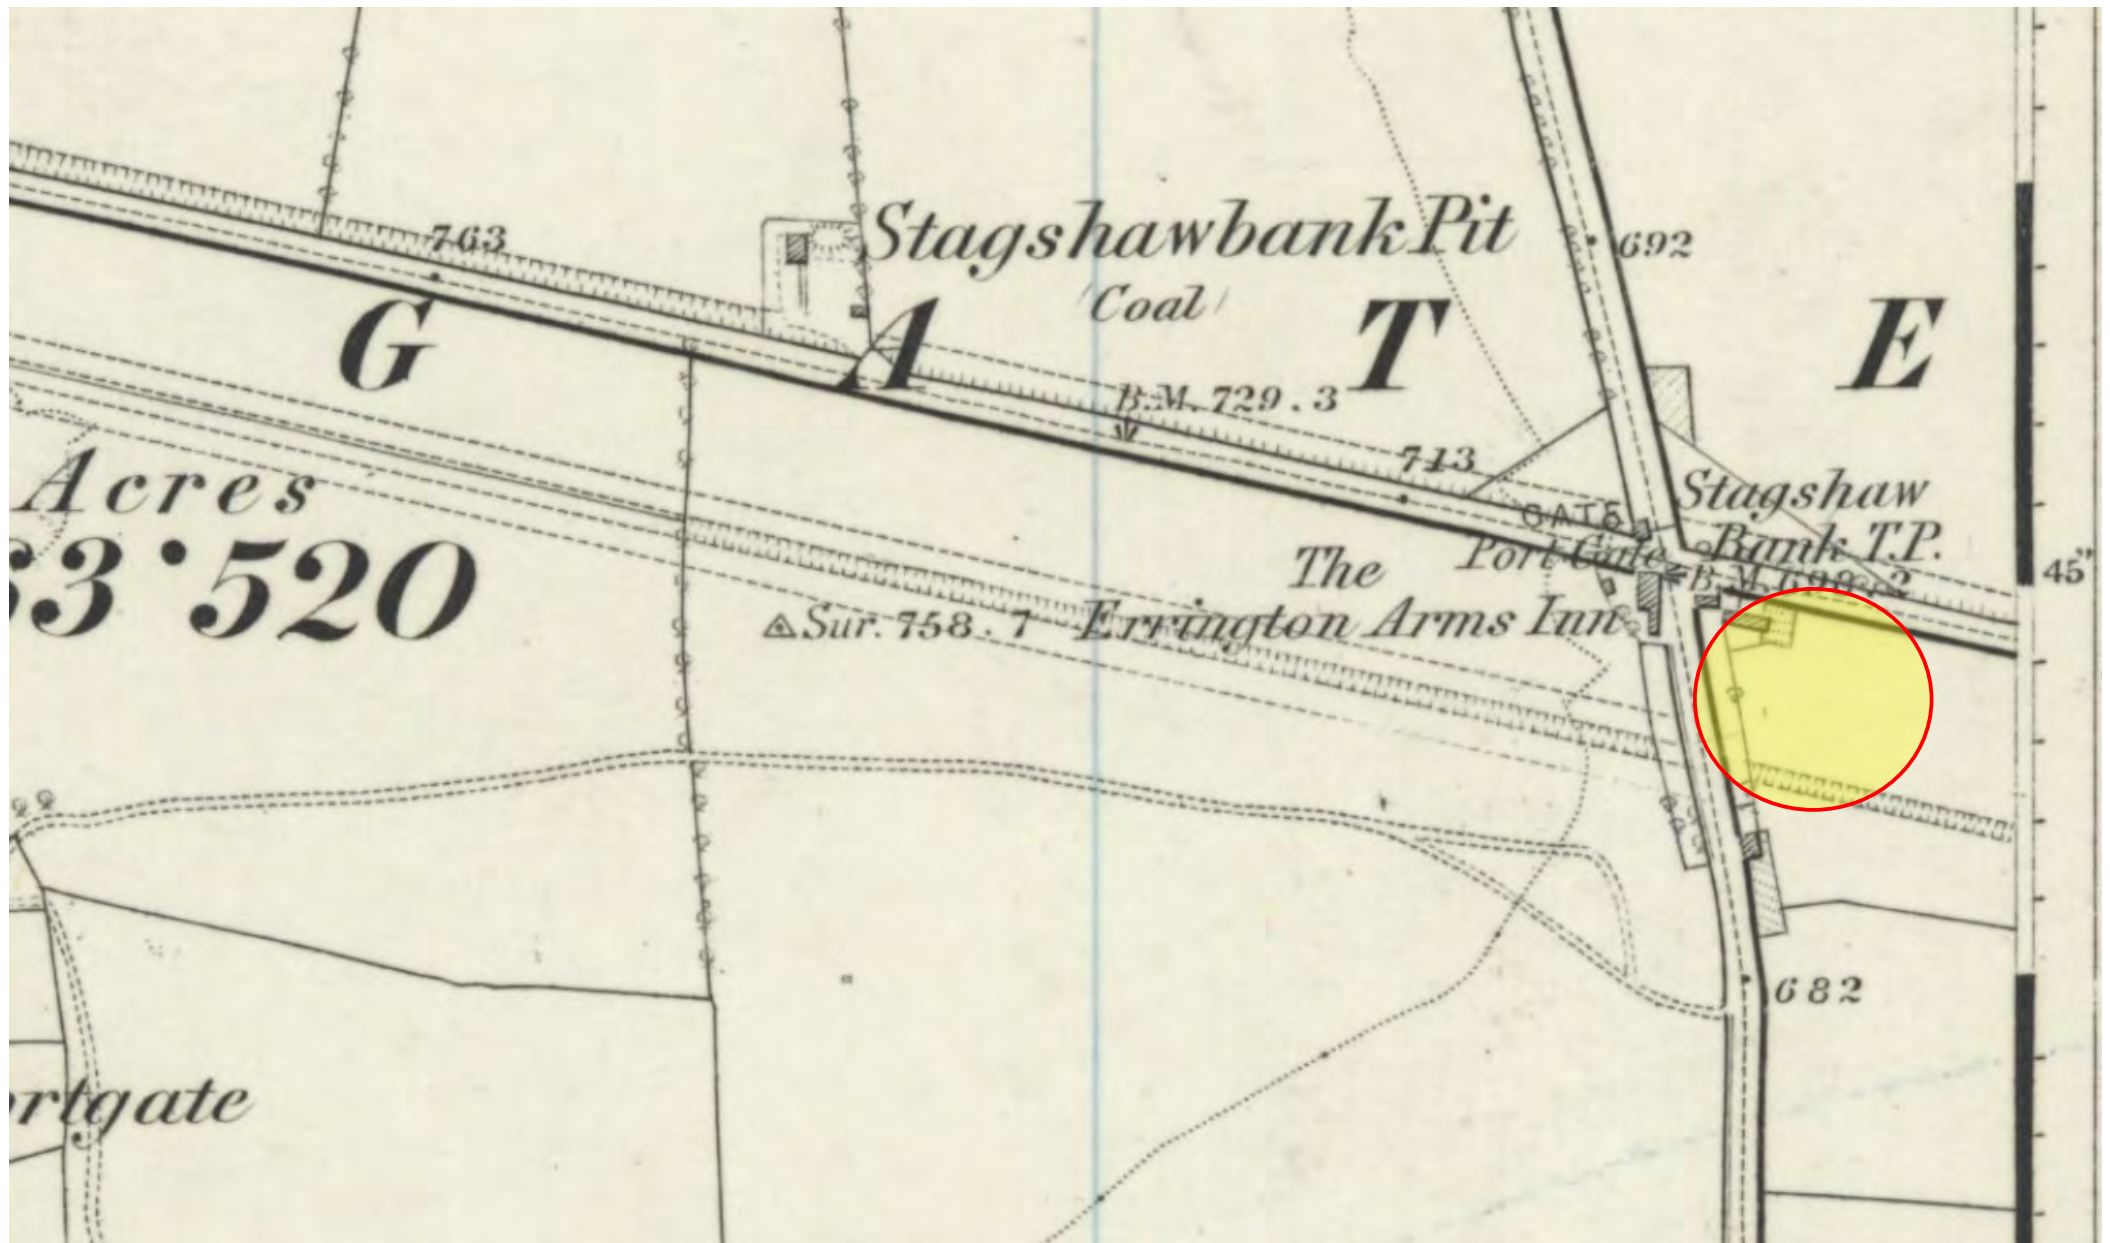 763
Stagshawbank Pit
(Coal)
692
G A T E
B.M. 729.3
713
Acres
63·520
GATE
Port Gate
Stagshaw
Bank T.P.
The
Errington Arms Inn
Sur. 758.7
45"
682